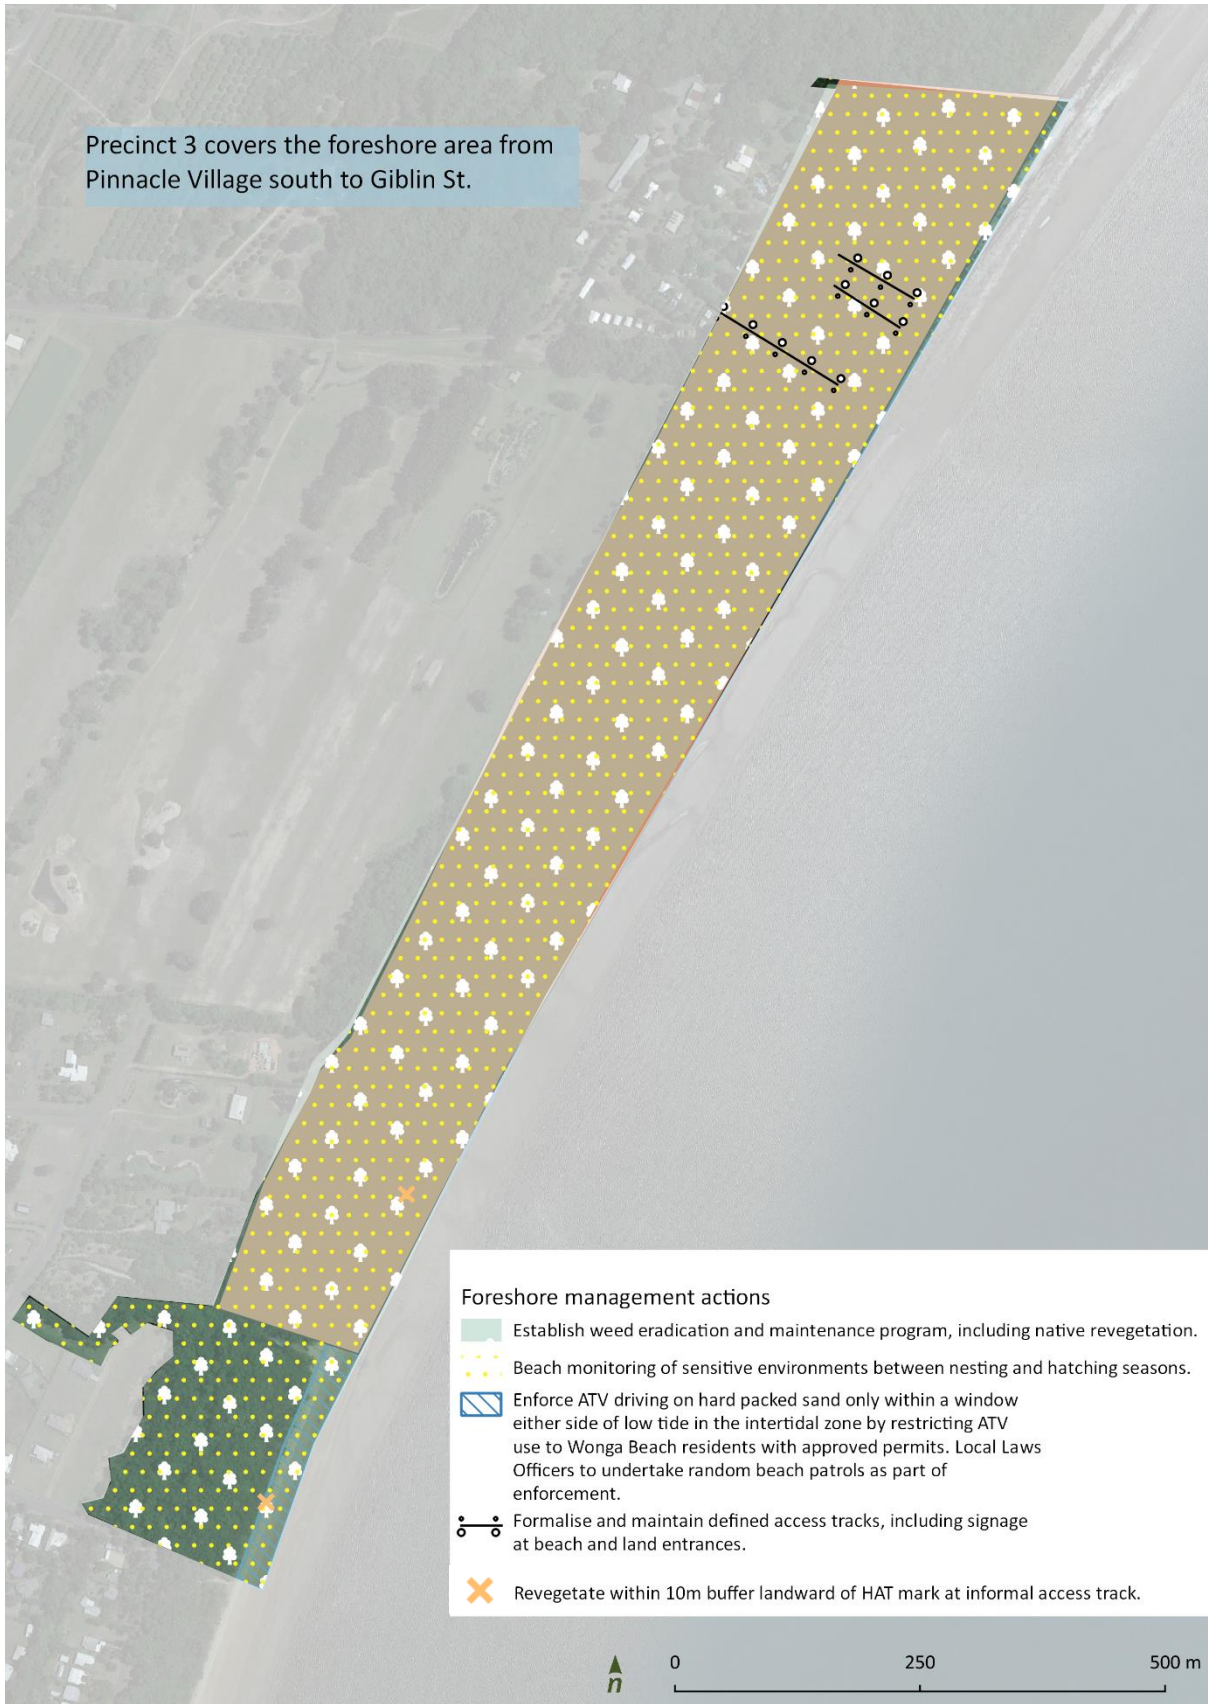 Precinct 3 covers the foreshore area from
Pinnacle Village south to Giblin St.
Foreshore management actions
Establish weed eradication and maintenance program, including native revegetation.
Beach monitoring of sensitive environments between nesting and hatching seasons.
Enforce ATV driving on hard packed sand only within a window
either side of low tide in the intertidal zone by restricting ATV
use to Wonga Beach residents with approved permits. Local Laws
Officers to undertake random beach patrols as part of
enforcement.
Formalise and maintain defined access tracks, including signage
at beach and land entrances.
Revegetate within 10m buffer landward of HAT mark at informal access track.
n
0 250 500 m